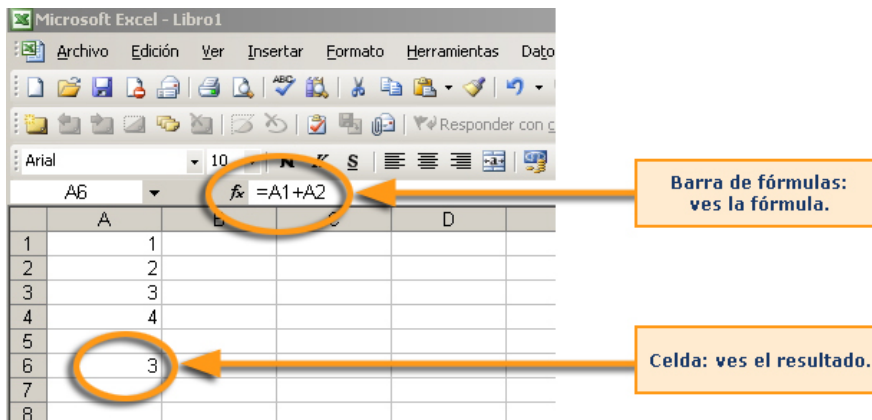 Microsoft Excel - Libro1
Archivo Edición Ver Insertar Formato Herramientas Dato
ABC
Responder con c
Arial 10 N K S
A6 fx =A1+A2
A B C D
1 1
2 2
3 3
4 4
5
6 3
7
8
Barra de fórmulas:
ves la fórmula.
Celda: ves el resultado.